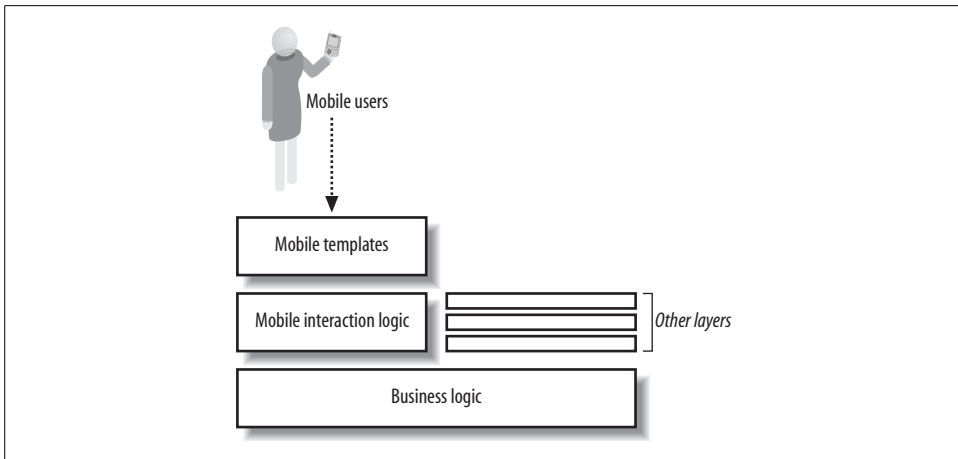 Mobile users
Mobile templates
Mobile interaction logic
Other layers
Business logic